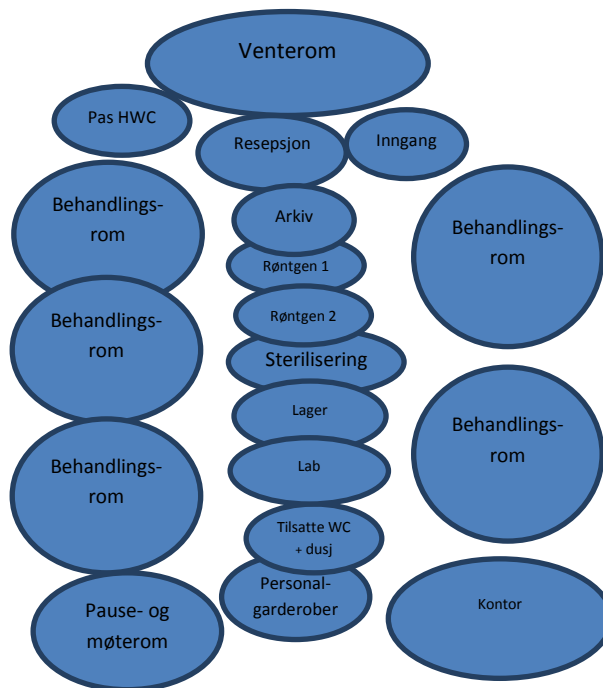 Venterom
Pas HWC
Resepsjon
Inngang
Arkiv
Behandlings-
rom
Behandlings-
rom
Røntgen 1
Røntgen 2
Behandlings-
rom
Sterilisering
Lager
Behandlings-
rom
Lab
Behandlings-
rom
Tilsatte WC
+ dusj
Personal-
garderober
Pause- og
møterom
Kontor